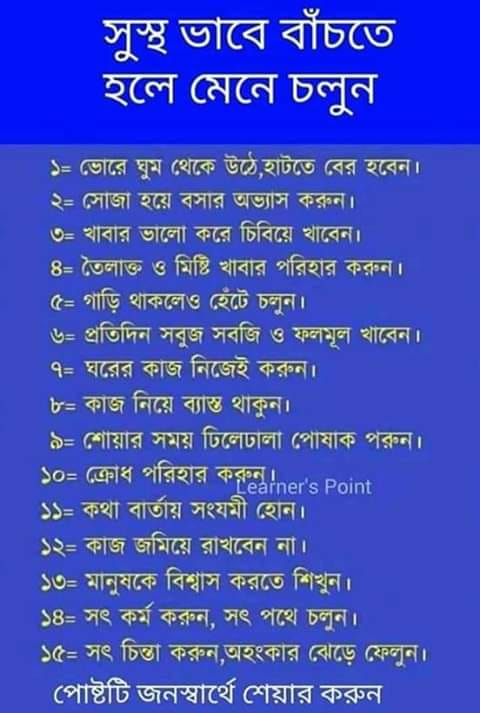 সুস্থ ভাবে বাঁচতে
হলে মেনে চলুন
১= ভোরে ঘুম থেকে উঠে,হাটতে বের হবেন।
২= সোজা হয়ে বসার অভ্যাস করুন।
৩= খাবার ভালো করে চিবিয়ে খাবেন।
৪= তৈলাক্ত ও মিষ্টি খাবার পরিহার করুন।
৫= গাড়ি থাকলেও হেঁটে চলুন।
৬= প্রতিদিন সবুজ সবজি ও ফলমূল খাবেন।
৭= ঘরের কাজ নিজেই করুন।
৮= কাজ নিয়ে ব্যাস্ত থাকুন।
৯= শোয়ার সময় ঢিলেঢালা পোষাক পরুন।
১০= ক্রোধ পরিহার করুন।
Learner's Point
১১= কথা বার্তায় সংযমী হোন।
১২= কাজ জমিয়ে রাখবেন না।
১৩= মানুষকে বিশ্বাস করতে শিখুন।
১৪= সৎ কর্ম করুন, সৎ পথে চলুন।
১৫= সৎ চিন্তা করুন,অহংকার ঝেড়ে ফেলুন।
পোষ্টটি জনস্বার্থে শেয়ার করুন